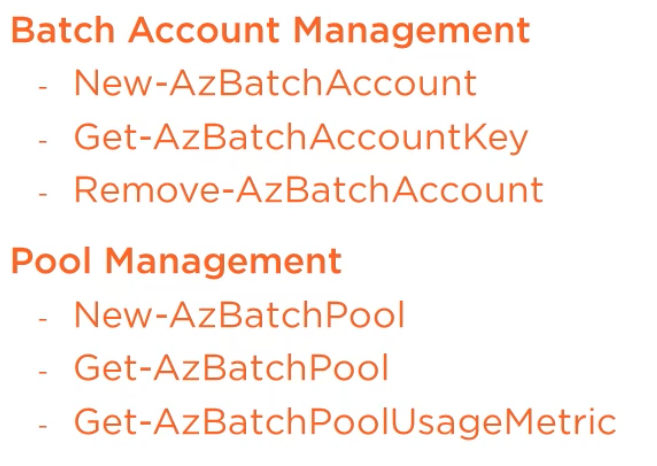 Batch Account Management
- New-AzBatchAccount
- Get-AzBatchAccountKey
- Remove-AzBatchAccount
Pool Management
- New-AzBatchPool
- Get-AzBatchPool
- Get-AzBatchPoolUsageMetric